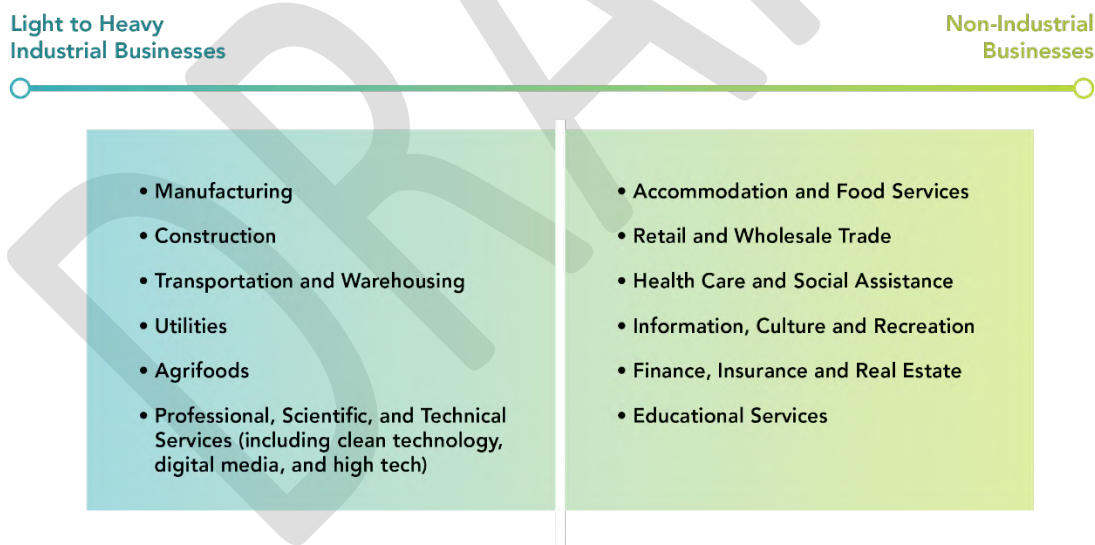 Light to Heavy
Industrial Businesses
Non-Industrial
Businesses
• Manufacturing
• Construction
• Transportation and Warehousing
• Utilities
• Agrifoods
• Professional, Scientific, and Technical
Services (including clean technology,
digital media, and high tech)
• Accommodation and Food Services
• Retail and Wholesale Trade
• Health Care and Social Assistance
• Information, Culture and Recreation
• Finance, Insurance and Real Estate
• Educational Services